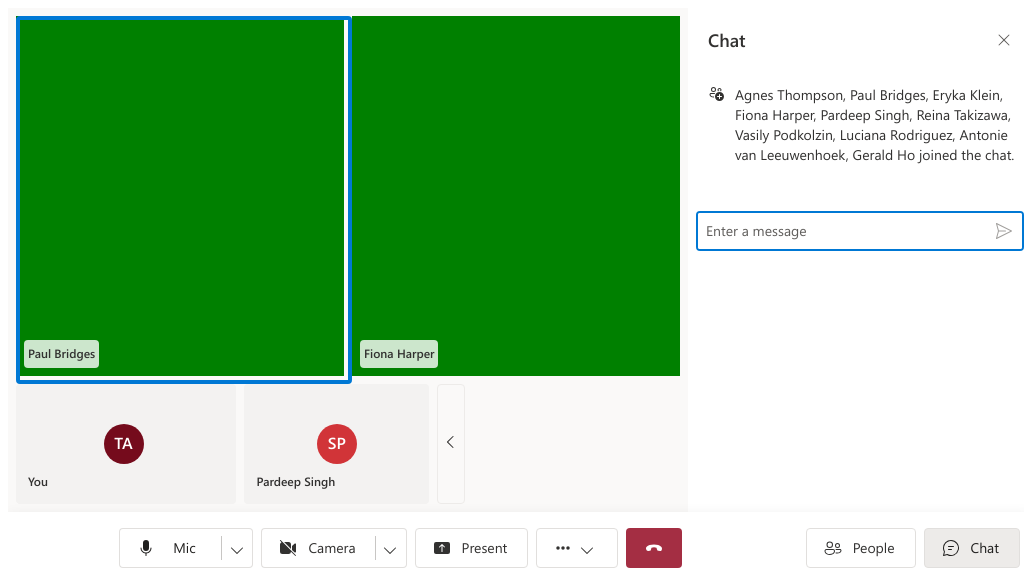 Chat
Agnes Thompson, Paul Bridges, Eryka Klein,
Fiona Harper, Pardeep Singh, Reina Takizawa,
Vasily Podkolzin, Luciana Rodriguez, Antonie
van Leeuwenhoek, Gerald Ho joined the chat.
Enter a message
Paul Bridges
Fiona Harper
TA
You
SP
Pardeep Singh
Mic
Camera
Present
People
Chat